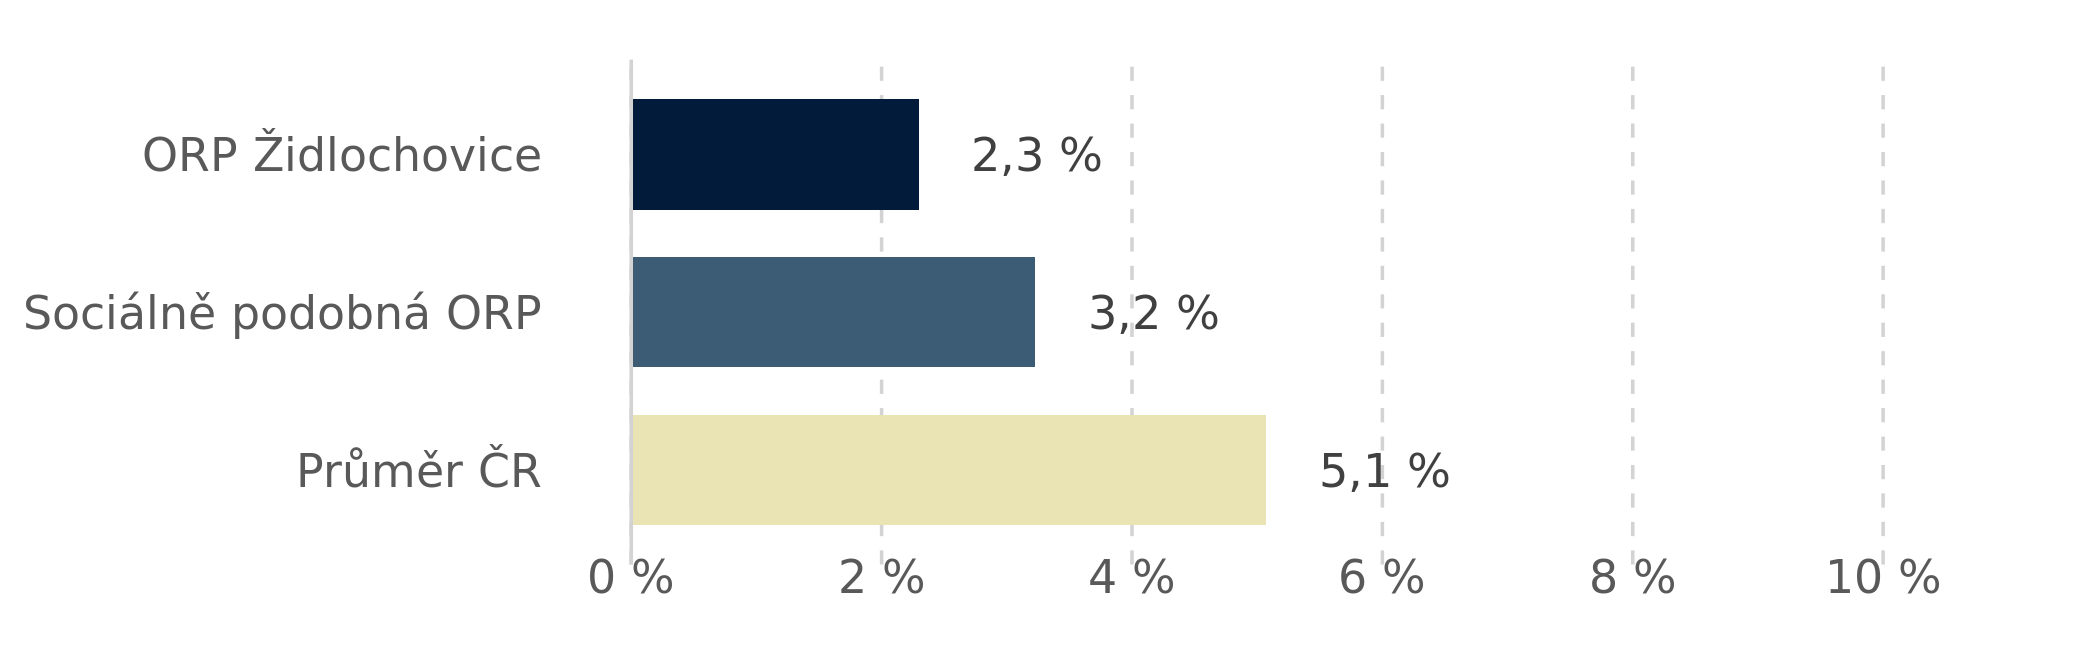 ORP Židlochovice
2,3 %
Sociálně podobná ORP
3,2 %
Průměr ČR
5,1 %
0 % 2 % 4 % 6 % 8 % 10 %